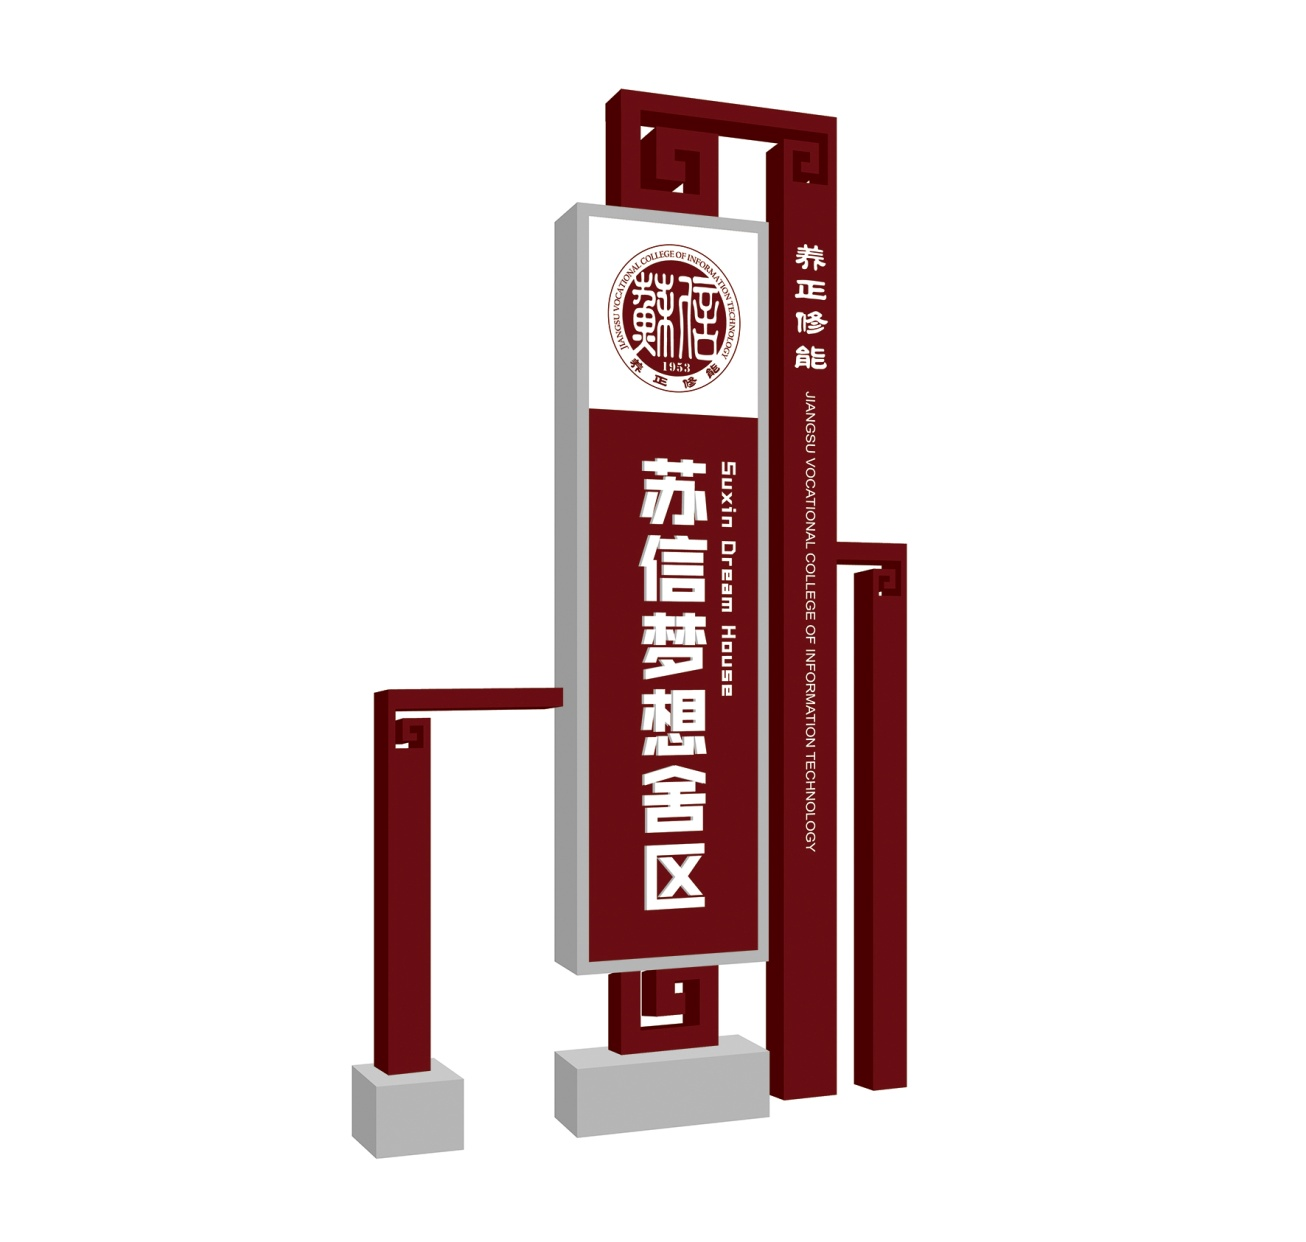 JIANGSU VOCATIONAL COLLEGE OF INFORMATION TECHNOLOGY
蘇信
1953
养正修能
苏信梦想舍区
Suxin Dream House
养正修能
JIANGSU VOCATIONAL COLLEGE OF INFORMATION TECHNOLOGY